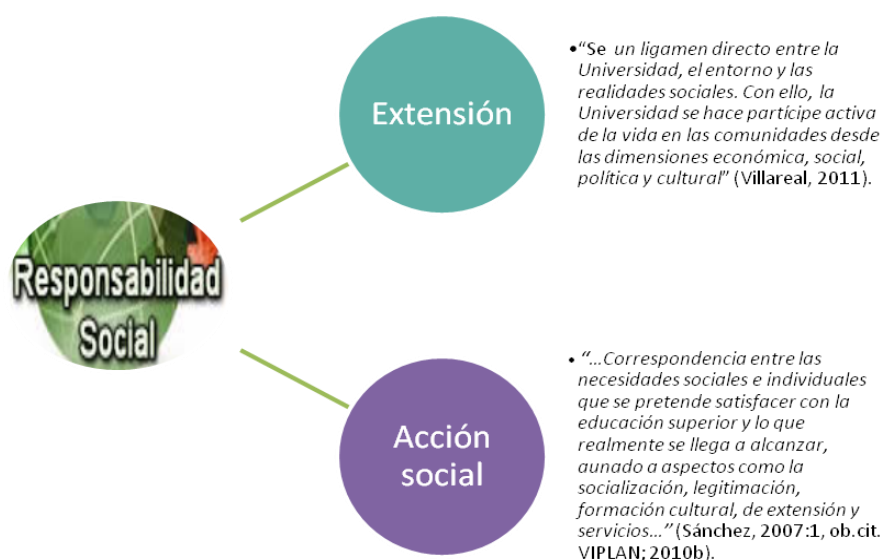 Responsabilidad
Social
Extensión
•“Se un ligamen directo entre la
Universidad, el entorno y las
realidades sociales. Con ello, la
Universidad se hace partícipe activa
de la vida en las comunidades desde
las dimensiones económica, social,
política y cultural” (Villareal, 2011).
Acción
social
• “...Correspondencia entre las
necesidades sociales e individuales
que se pretende satisfacer con la
educación superior y lo que
realmente se llega a alcanzar,
aunado a aspectos como la
socialización, legitimación,
formación cultural, de extensión y
servicios...” (Sánchez, 2007:1, ob.cit.
VIPLAN; 2010b).